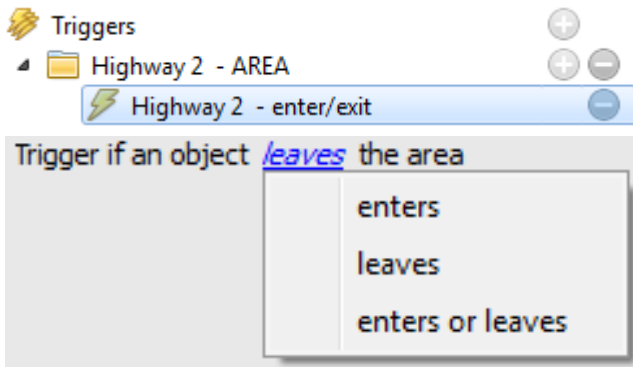 Triggers
Highway 2 - AREA
Highway 2 - enter/exit
Trigger if an object leaves the area
enters
leaves
enters or leaves